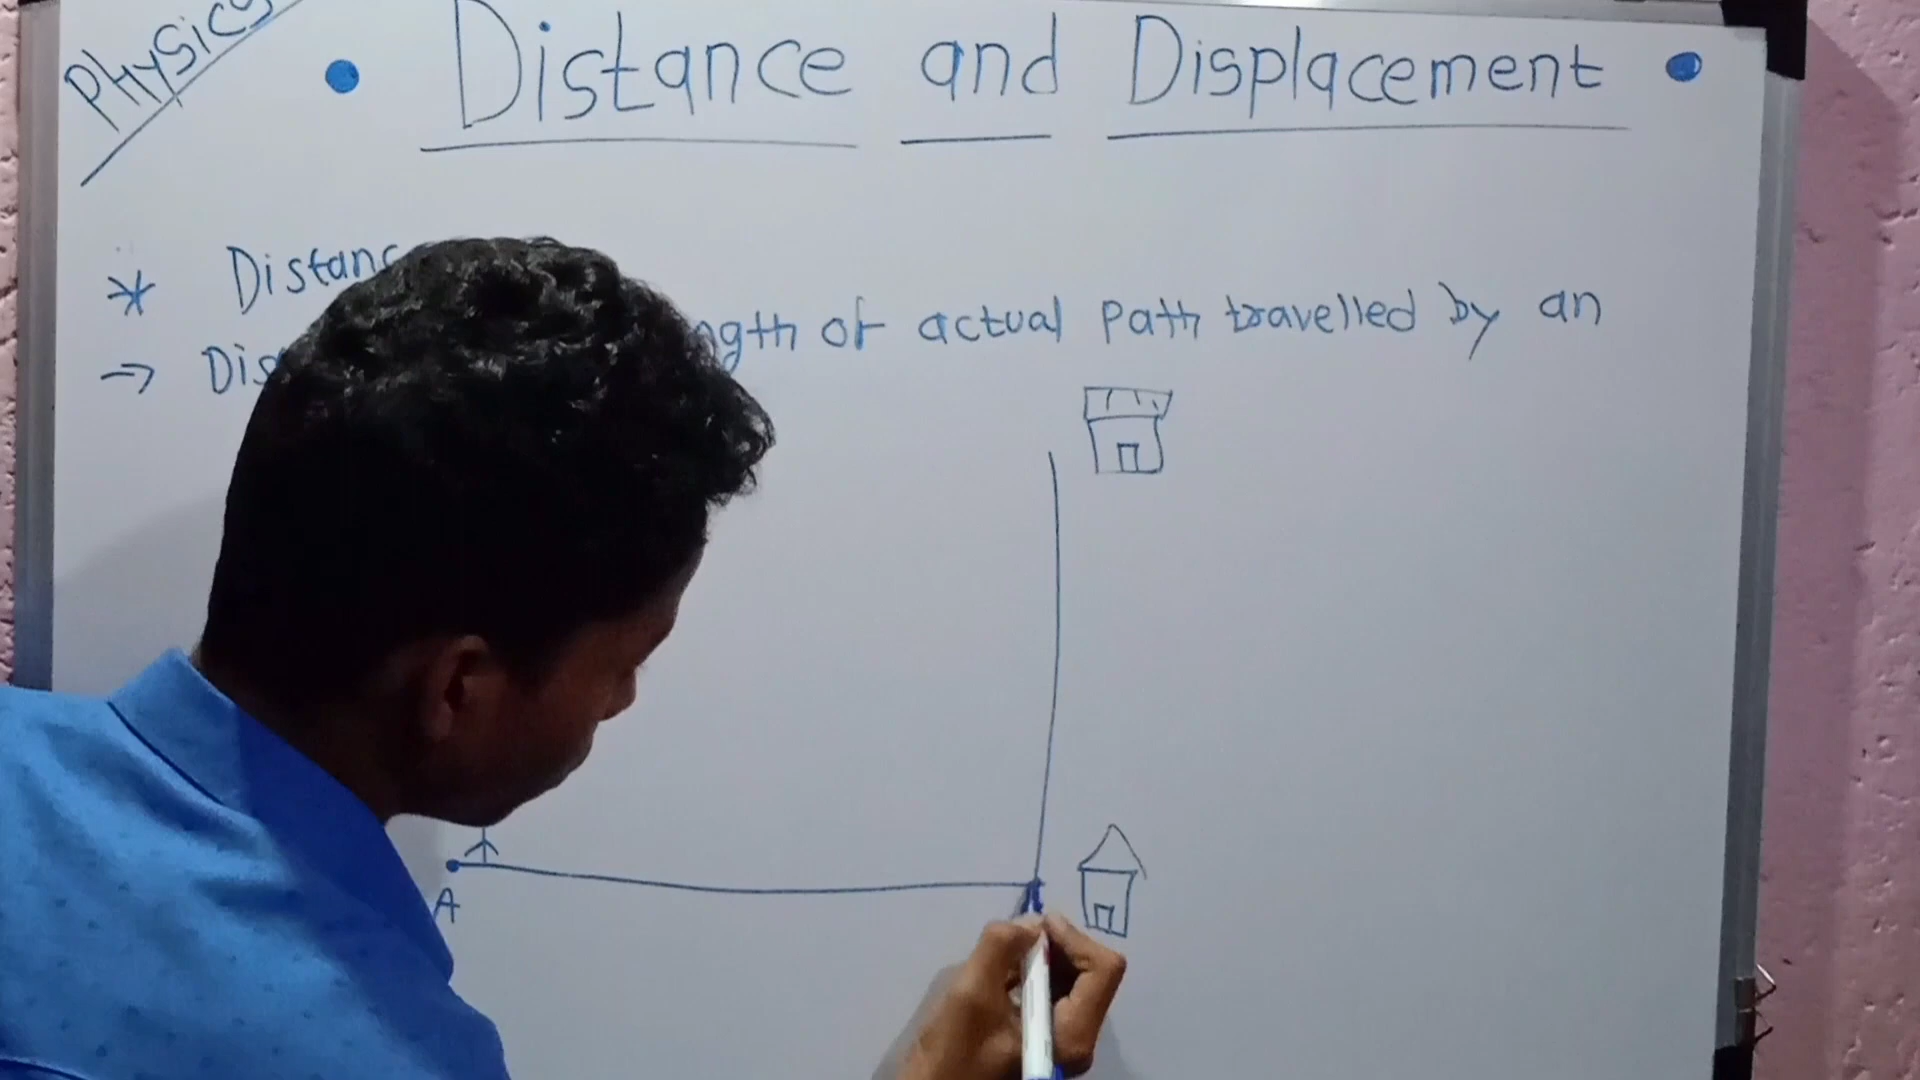 Physics
• Distance and Displacement •
* Distanc
→ Dis ngth of actual Path travelled by an
A